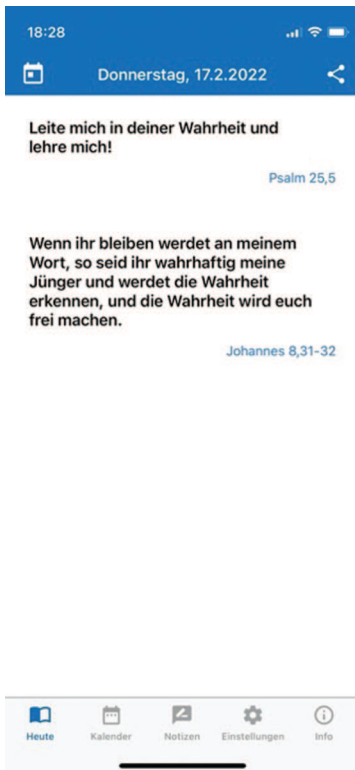 18:28
Donnerstag, 17.2.2022
Leite mich in deiner Wahrheit und
lehre mich!
Psalm 25,5
Wenn ihr bleiben werdet an meinem
Wort, so seid ihr wahrhaftig meine
Jünger und werdet die Wahrheit
erkennen, und die Wahrheit wird euch
frei machen.
Johannes 8,31-32
Heute Kalender Notizen Einstellungen Info